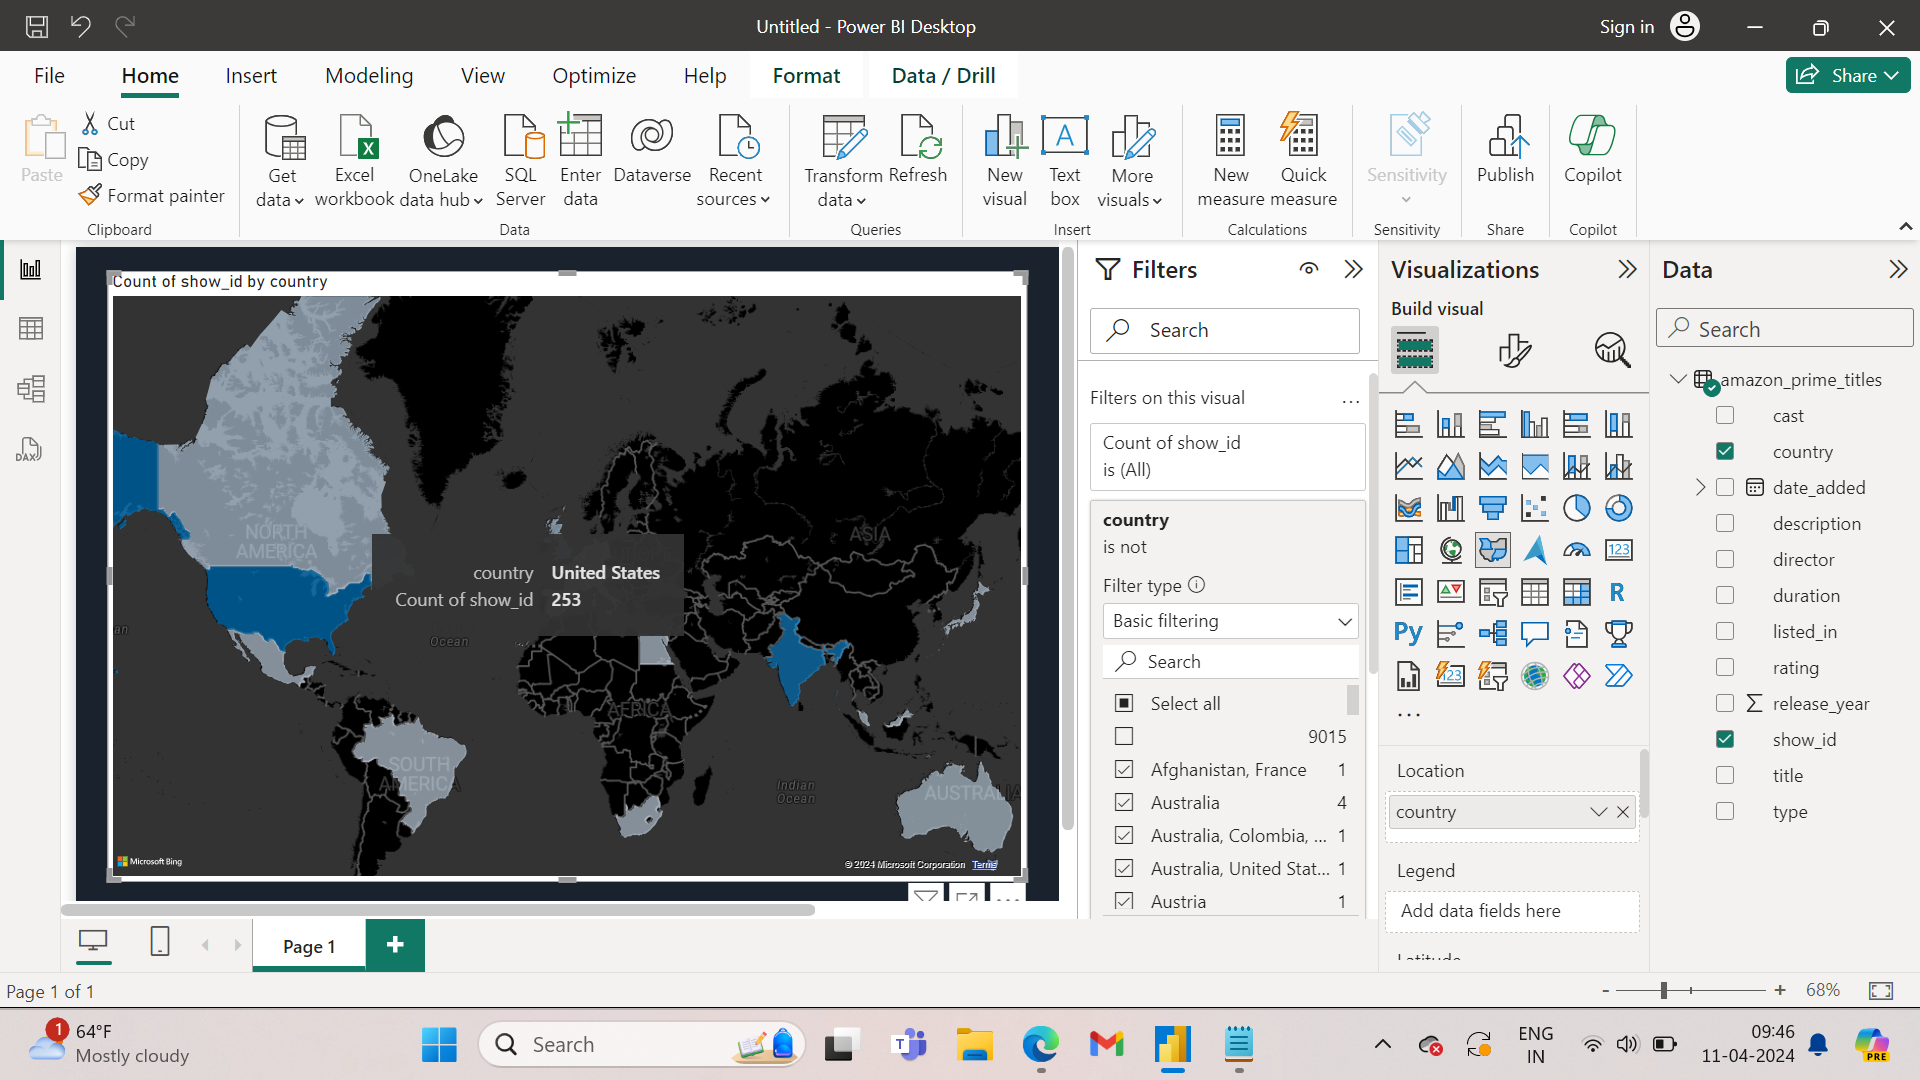 Untitled - Power BI Desktop
Sign in
File
Home
Insert
Modeling
View
Optimize
Help
Format
Data / Drill
Share
Paste
Cut
Copy
Format painter
Clipboard
Get data
Excel workbook
OneLake data hub
SQL Server
Enter data
Dataverse
Recent sources
Data
Transform data
Refresh
Queries
New visual
Text box
More visuals
Insert
New measure
Quick measure
Calculations
Sensitivity
Sensitivity
Publish
Share
Copilot
Copilot
DAX
Count of show_id by country
NORTH
AMERICA
ASIA
AFRICA
SOUTH
AMERICA
AUSTRALIA
Ocean
Indian
Ocean
country United States
Count of show_id 253
Microsoft Bing
© 2024 Microsoft Corporation Terms
Filters
Search
Filters on this visual
...
Count of show_id
is (All)
country
is not
Filter type
Basic filtering
Search
Select all
9015
Afghanistan, France 1
Australia 4
Australia, Colombia, ... 1
Australia, United Stat... 1
Austria 1
Visualizations
Build visual
123
R
Py
123
...
Location
country
Legend
Add data fields here
Latitude
Data
Search
amazon_prime_titles
cast
country
date_added
description
director
duration
listed_in
rating
release_year
show_id
title
type
Page 1
+
Page 1 of 1
- + 68%
1
64°F
Mostly cloudy
Search
ENG
IN
09:46
11-04-2024
PRE